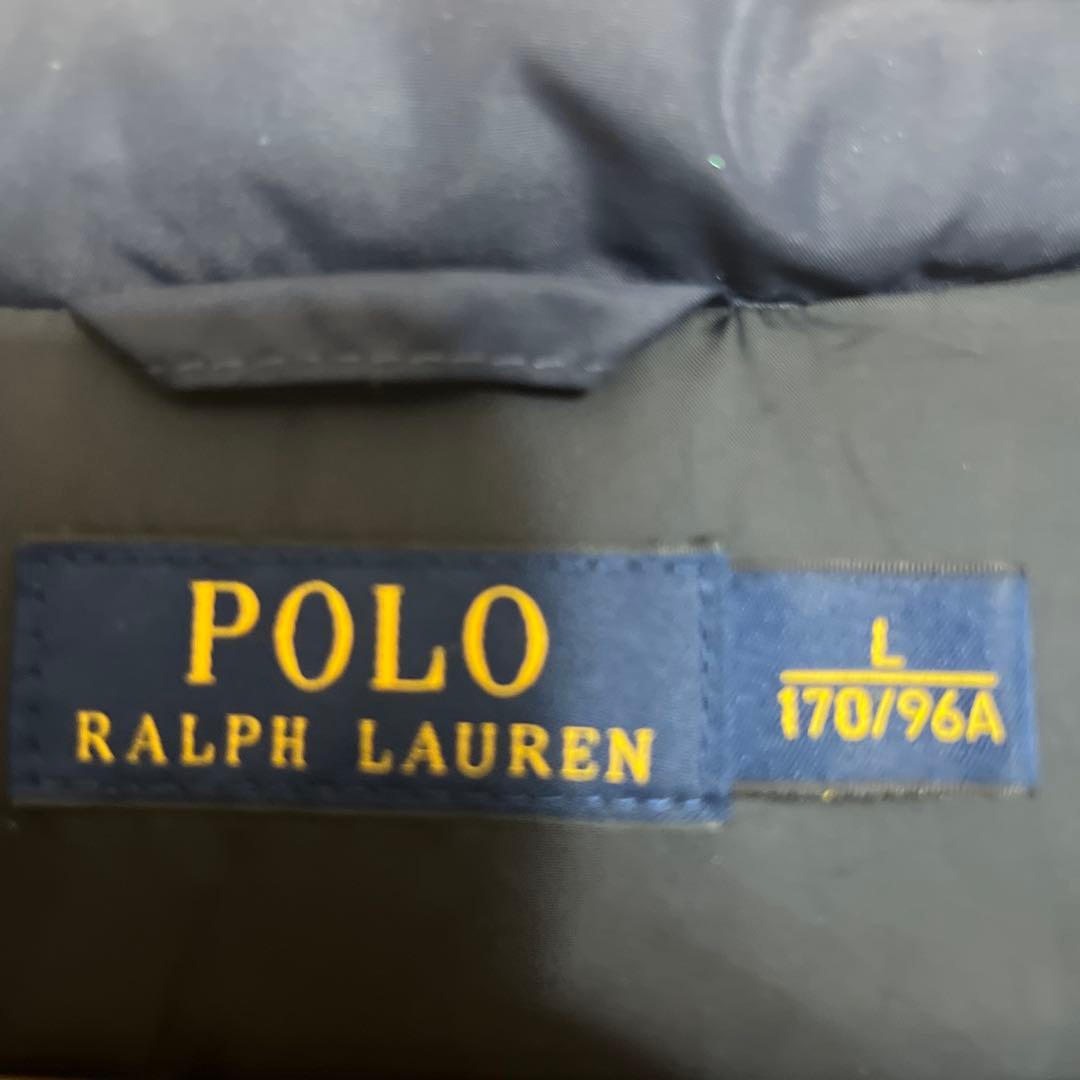 POLO
RALPH LAUREN
L
170/96A